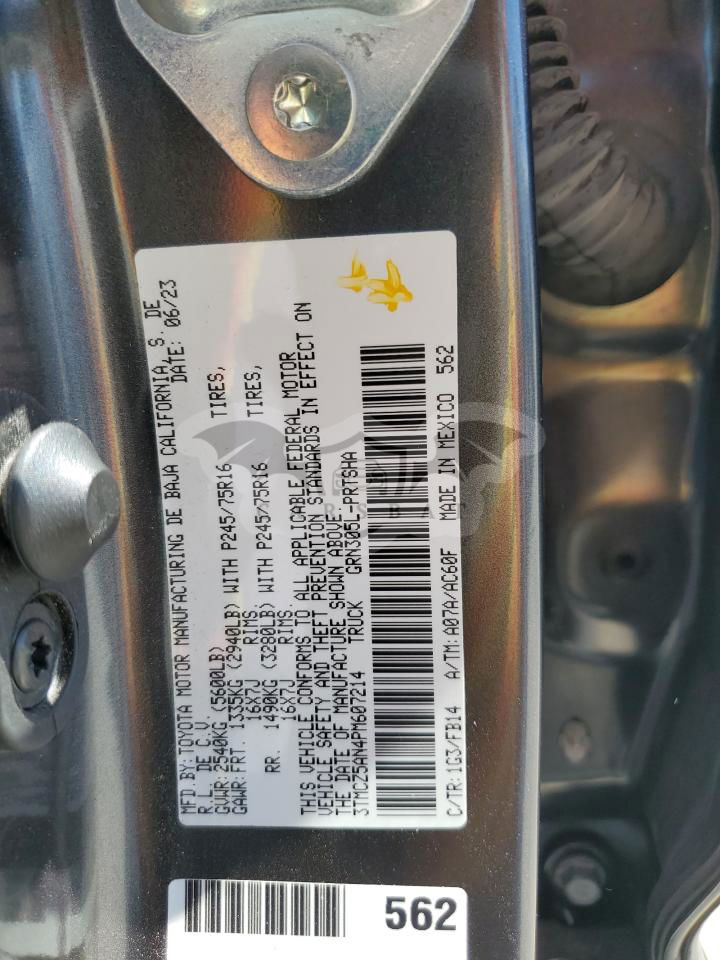 MFD.BY:TOYOTA MOTOR MANUFACTURING DE BAJA CALIFORNIA, S. DE
R.L. DE C.V. DATE: 06/23
GVWR:2540KG (5600LB)
GAWR:FRT. 1335KG (2940LB) WITH P245/75R16 TIRES,
16X7J RIMS.
RR. 1490KG (3280LB) WITH P245/75R16 TIRES,
16X7J RIMS.
THIS VEHICLE CONFORMS TO ALL APPLICABLE FEDERAL MOTOR
VEHICLE SAFETY AND THEFT PREVENTION STANDARDS IN EFFECT ON
THE DATE OF MANUFACTURE SHOWN ABOVE.
3TMCZ5AN4PM607214 TRUCK GRN305L-PRTSHA
C/TR:1G3/FB14 A/TM:A07A/AC60F MADE IN MEXICO 562
562